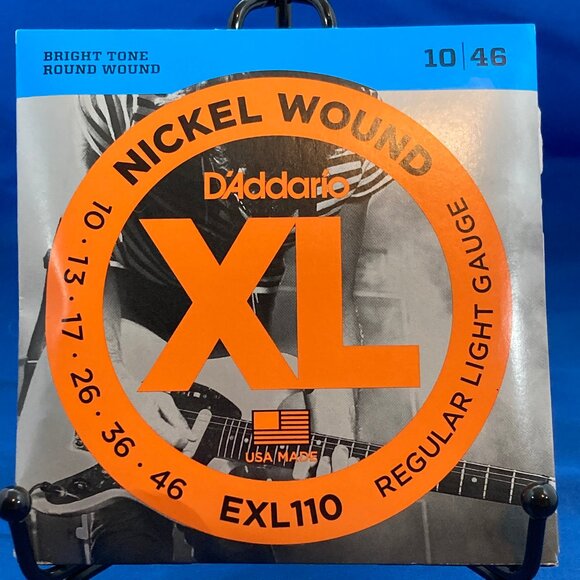 BRIGHT TONE
ROUND WOUND
10|46
NICKEL WOUND
D'Addario
XL
10 · 13 · 17 · 26 · 36 · 46
REGULAR LIGHT GAUGE
USA MADE
EXL110